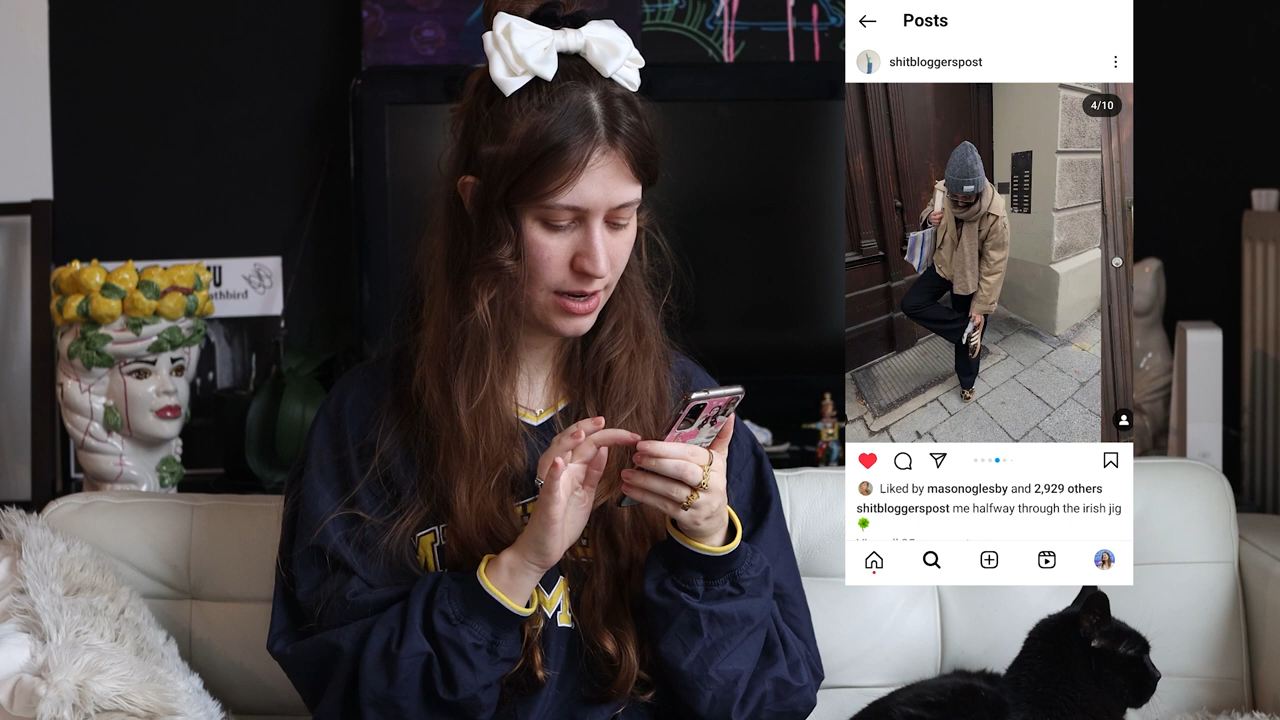 Posts
shitbloggerspost
4/10
Liked by masonoglesby and 2,929 others
shitbloggerspost me halfway through the irish jig
🍀
M